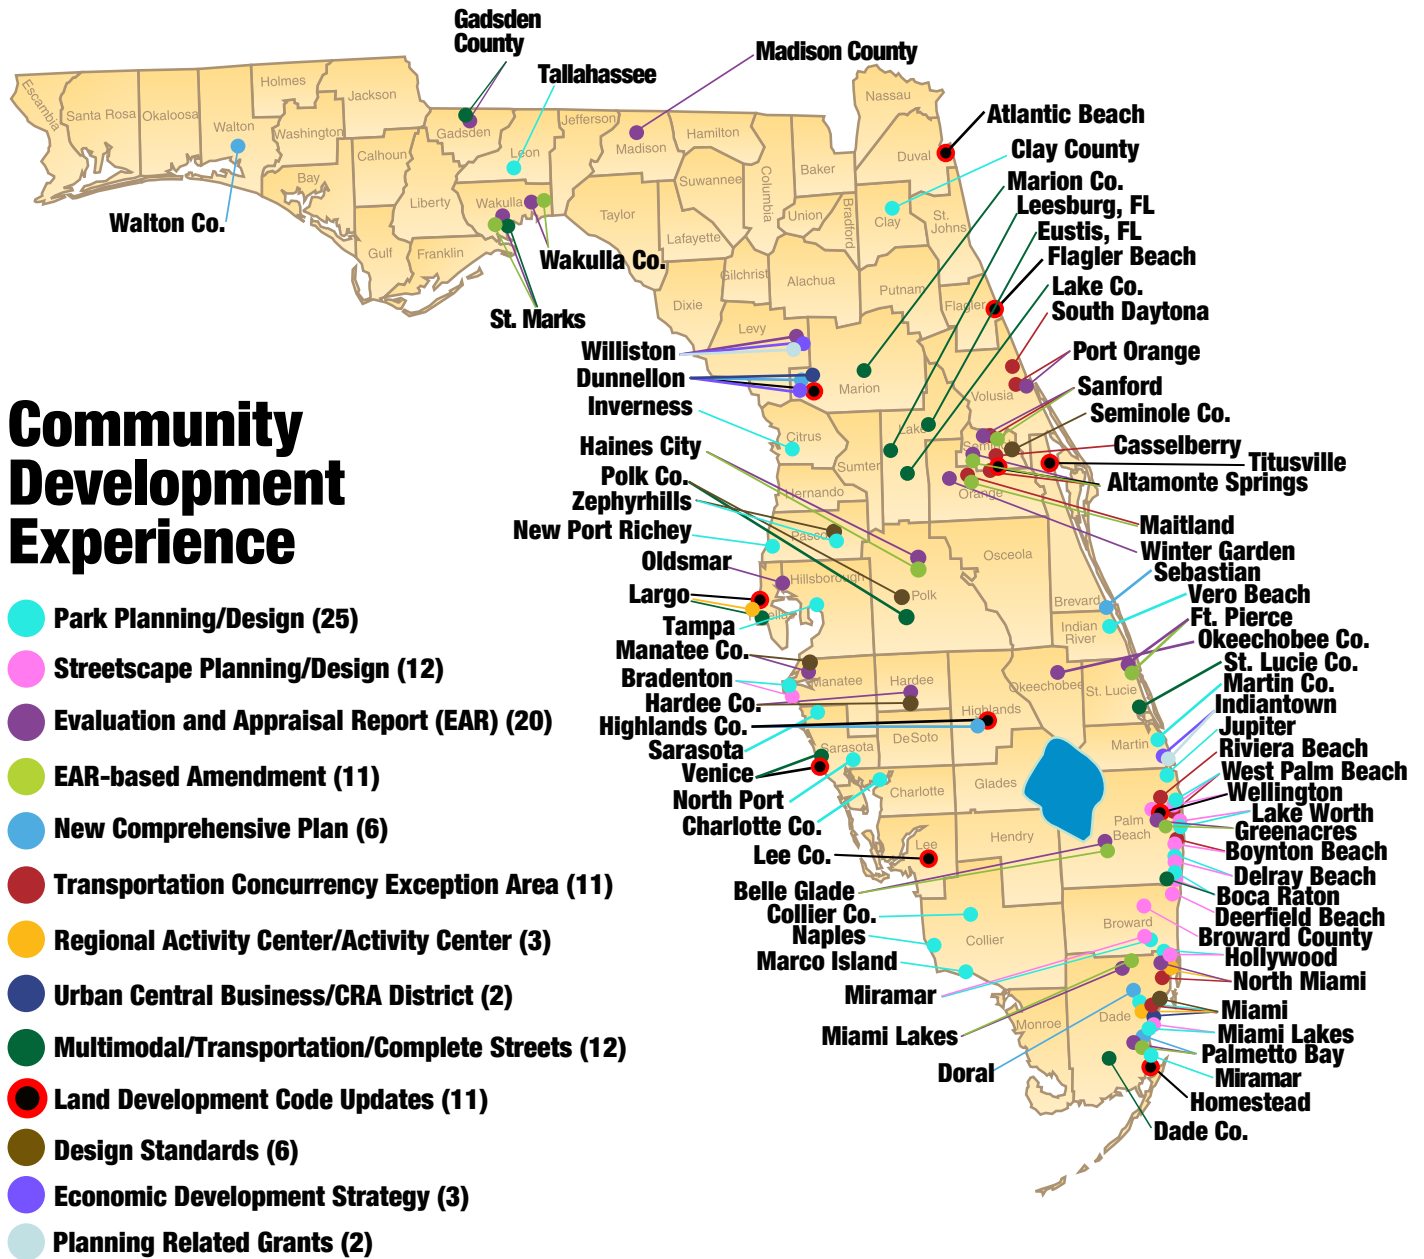 Gadsden
County
Tallahassee
Madison County
Atlantic Beach
Clay County
Marion Co.
Leesburg, FL
Eustis, FL
Flagler Beach
Lake Co.
South Daytona
Port Orange
Sanford
Seminole Co.
Casselberry
Titusville
Altamonte Springs
Maitland
Winter Garden
Sebastian
Vero Beach
Ft. Pierce
Okeechobee Co.
St. Lucie Co.
Martin Co.
Indiantown
Jupiter
Riviera Beach
West Palm Beach
Wellington
Lake Worth
Greenacres
Boynton Beach
Delray Beach
Boca Raton
Deerfield Beach
Broward County
Hollywood
North Miami
Miami
Miami Lakes
Palmetto Bay
Miramar
Homestead
Dade Co.
Walton Co.
Wakulla Co.
St. Marks
Williston
Dunnellon
Inverness
Haines City
Polk Co.
Zephyrhills
New Port Richey
Oldsmar
Largo
Tampa
Manatee Co.
Bradenton
Hardee Co.
Highlands Co.
Sarasota
Venice
North Port
Charlotte Co.
Lee Co.
Belle Glade
Collier Co.
Naples
Marco Island
Miramar
Miami Lakes
Doral
Escambia
Santa Rosa
Okaloosa
Walton
Holmes
Washington
Jackson
Bay
Calhoun
Gulf
Liberty
Gadsden
Franklin
Leon
Wakulla
Jefferson
Madison
Taylor
Hamilton
Suwannee
Lafayette
Dixie
Columbia
Gilchrist
Levy
Baker
Union
Bradford
Alachua
Nassau
Duval
Clay
St.
Johns
Putnam
Flagler
Marion
Volusia
Citrus
Sumter
Lake
Hernando
Orange
Osceola
Hillsborough
Polk
Brevard
Indian
River
Manatee
Hardee
Highlands
Okeechobee
St. Lucie
Sarasota
DeSoto
Martin
Charlotte
Glades
Lee
Hendry
Palm
Beach
Collier
Broward
Monroe
Dade
Community
Development
Experience
Park Planning/Design (25)
Streetscape Planning/Design (12)
Evaluation and Appraisal Report (EAR) (20)
EAR-based Amendment (11)
New Comprehensive Plan (6)
Transportation Concurrency Exception Area (11)
Regional Activity Center/Activity Center (3)
Urban Central Business/CRA District (2)
Multimodal/Transportation/Complete Streets (12)
Land Development Code Updates (11)
Design Standards (6)
Economic Development Strategy (3)
Planning Related Grants (2)